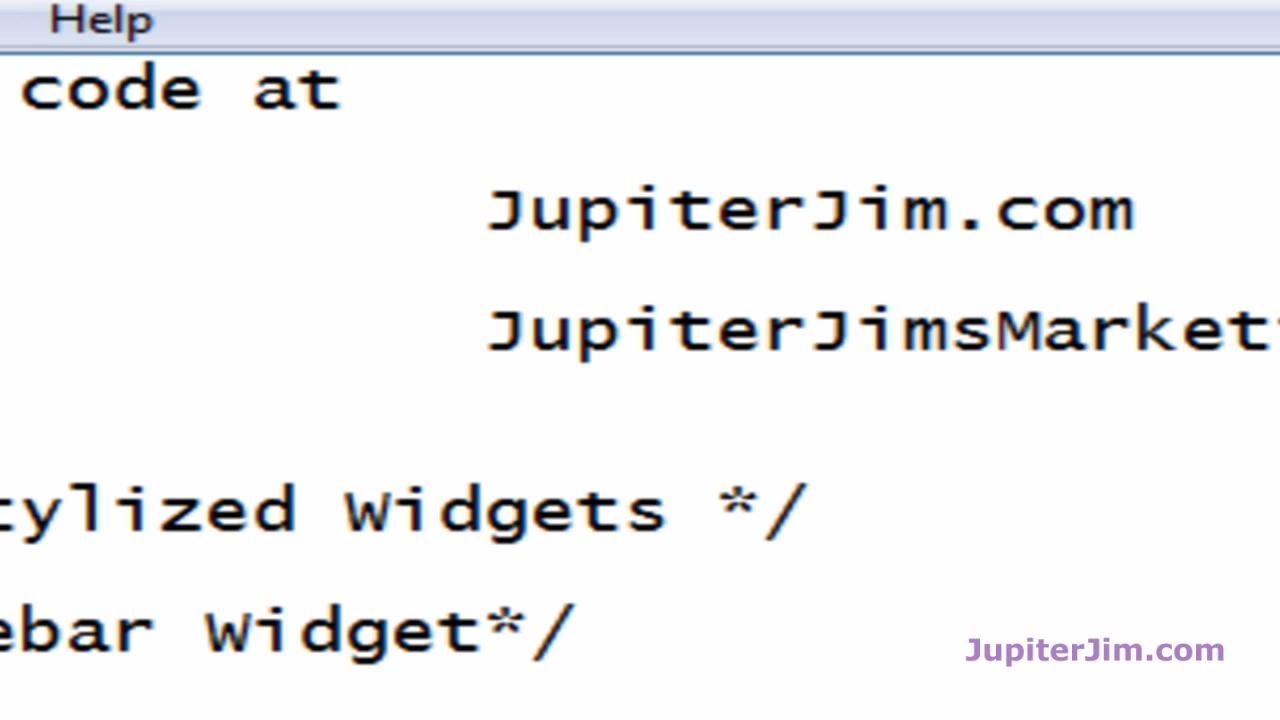 Help
code at
JupiterJim.com
JupiterJimsMarket
tylized Widgets */
ebar Widget*/
JupiterJim.com